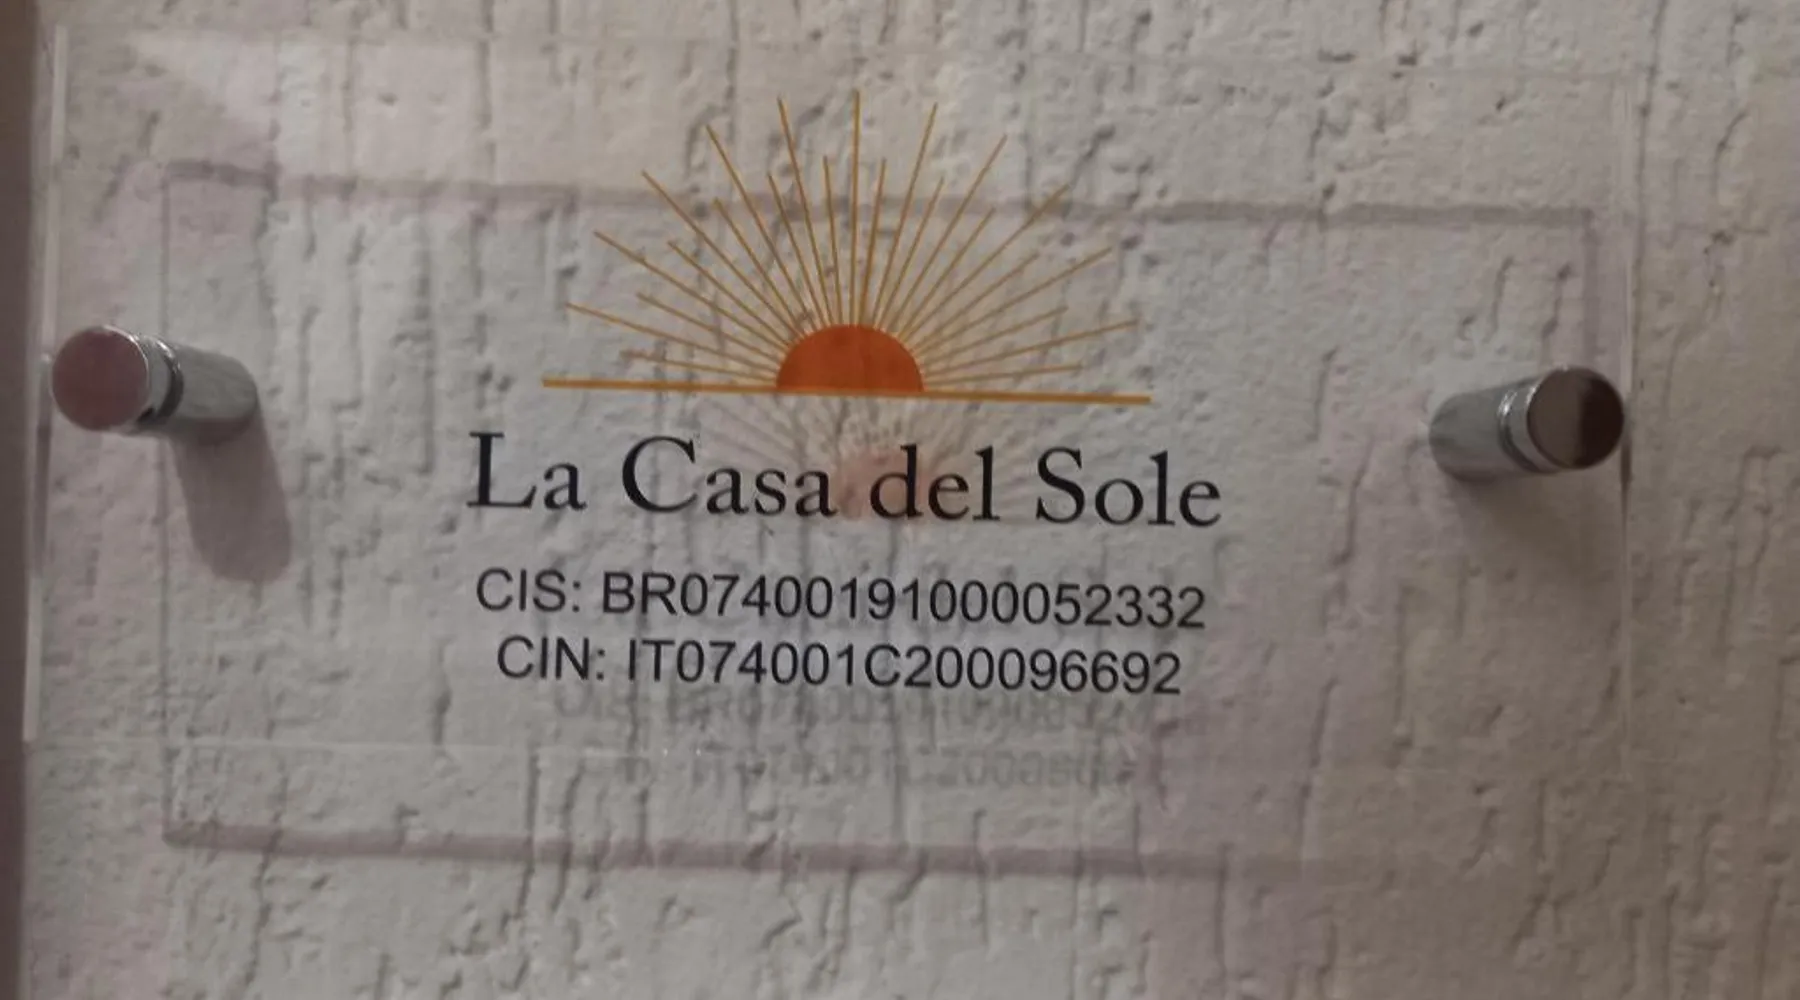 La Casa del Sole
CIS: BR07400191000052332
CIN: IT074001C200096692